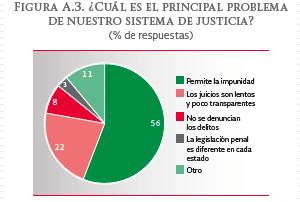 Figura A.3. ¿Cuál es el principal problema
de nuestro sistema de justicia?
(% de respuestas)
11
3
8
22
56
Permite la impunidad
Los juicios son lentos
y poco transparentes
No se denuncian
los delitos
La legislación penal
es diferente en cada
estado
Otro